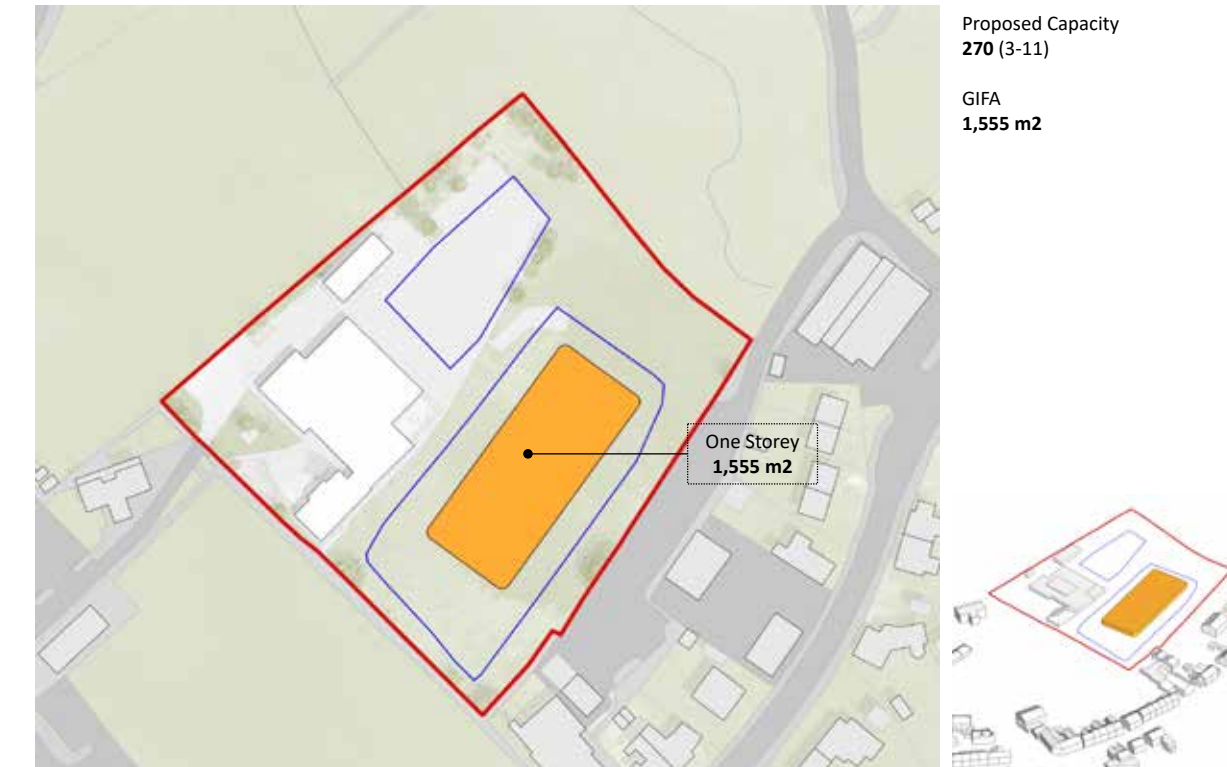 Proposed Capacity
270 (3-11)
GIFA
1,555 m2
One Storey
1,555 m2